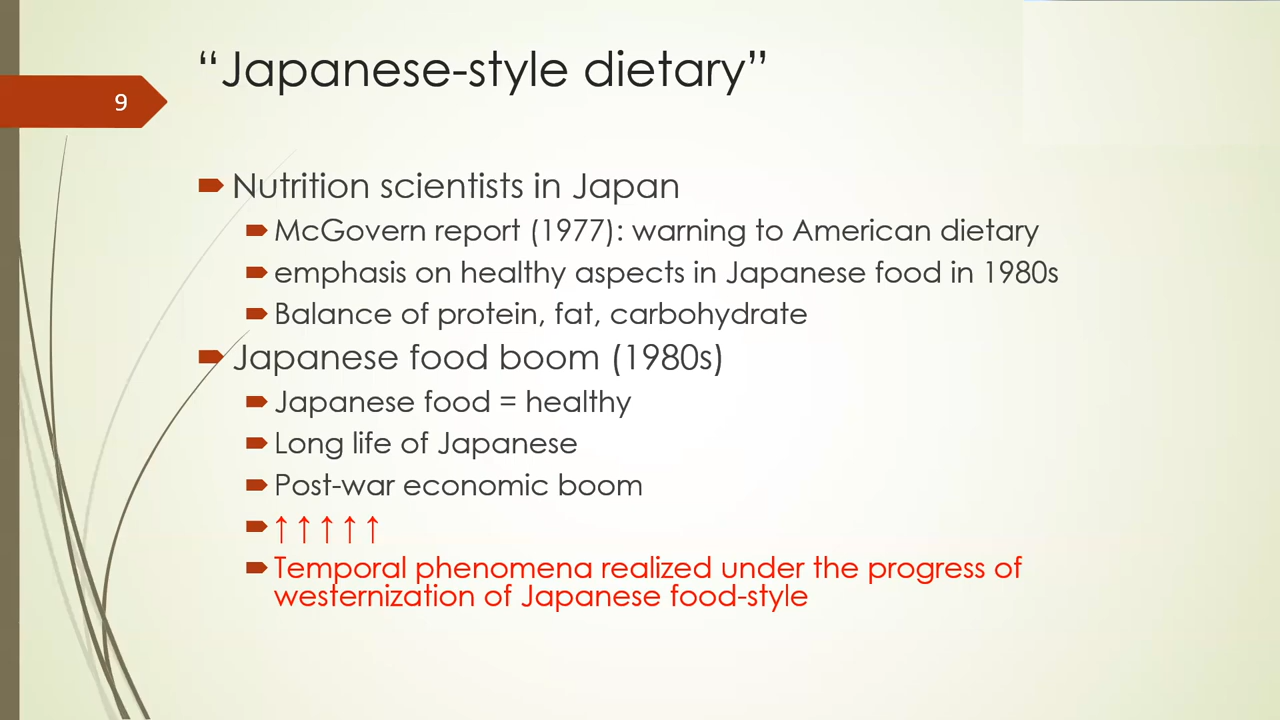 “Japanese-style dietary”
9
Nutrition scientists in Japan
McGovern report (1977): warning to American dietary
emphasis on healthy aspects in Japanese food in 1980s
Balance of protein, fat, carbohydrate
Japanese food boom (1980s)
Japanese food = healthy
Long life of Japanese
Post-war economic boom
↑↑↑↑↑
Temporal phenomena realized under the progress of
westernization of Japanese food-style